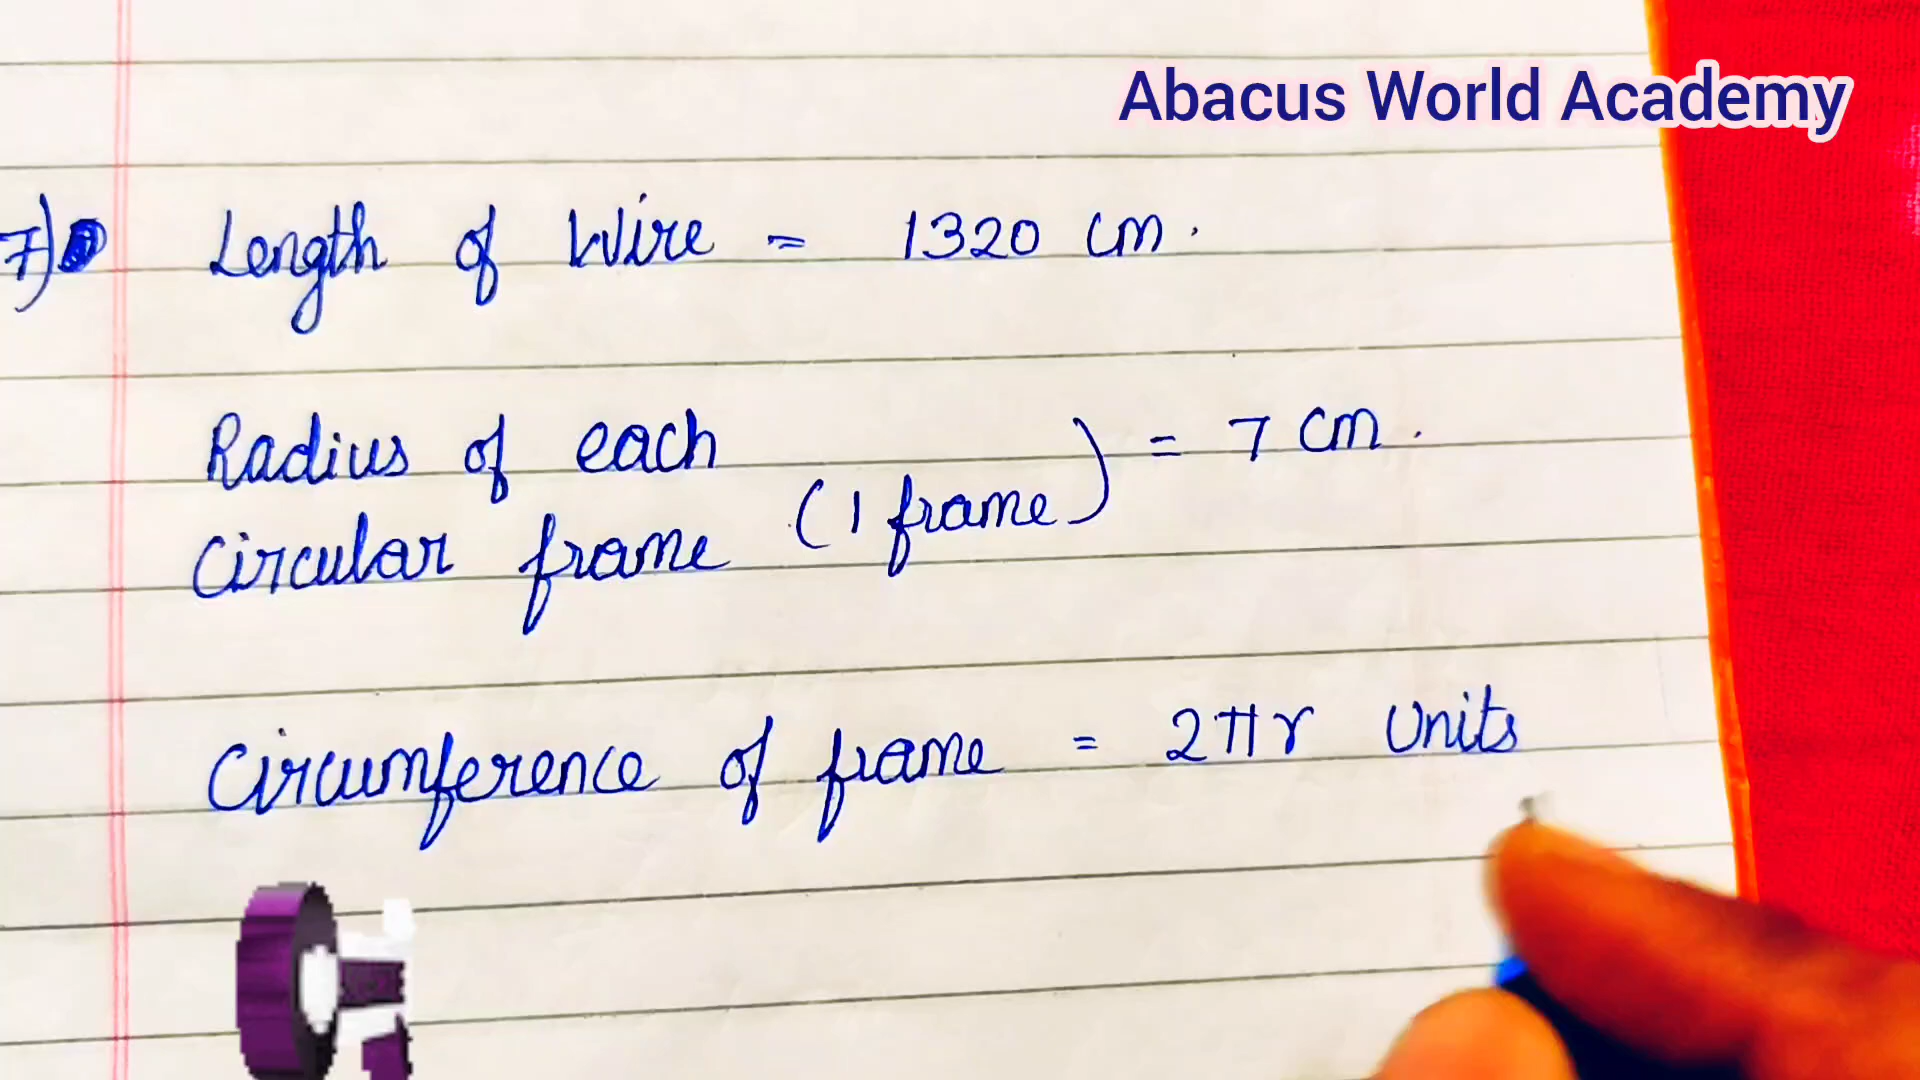 Abacus World Academy
7) Length of Wire = 1320 cm.
Radius of each
circular frame (1 frame) = 7 cm.
Circumference of frame = 2πr Units